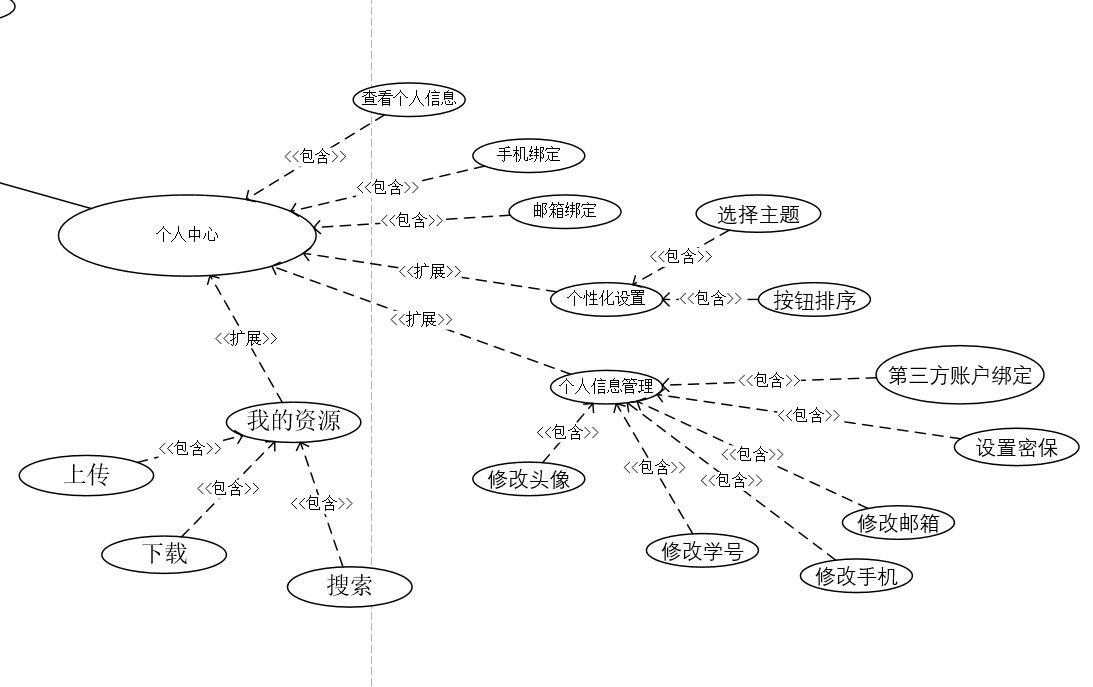 查看个人信息
<<包含>>
手机绑定
<<包含>>
邮箱绑定
<<包含>>
选择主题
个人中心
<<包含>>
<<扩展>>
个性化设置
<<包含>>
按钮排序
<<扩展>>
<<扩展>>
第三方账户绑定
<<包含>>
个人信息管理
<<包含>>
我的资源
<<包含>>
设置密保
<<包含>>
<<包含>>
<<包含>>
上传
修改头像
<<包含>>
<<包含>>
<<包含>>
修改邮箱
下载
修改学号
修改手机
搜索